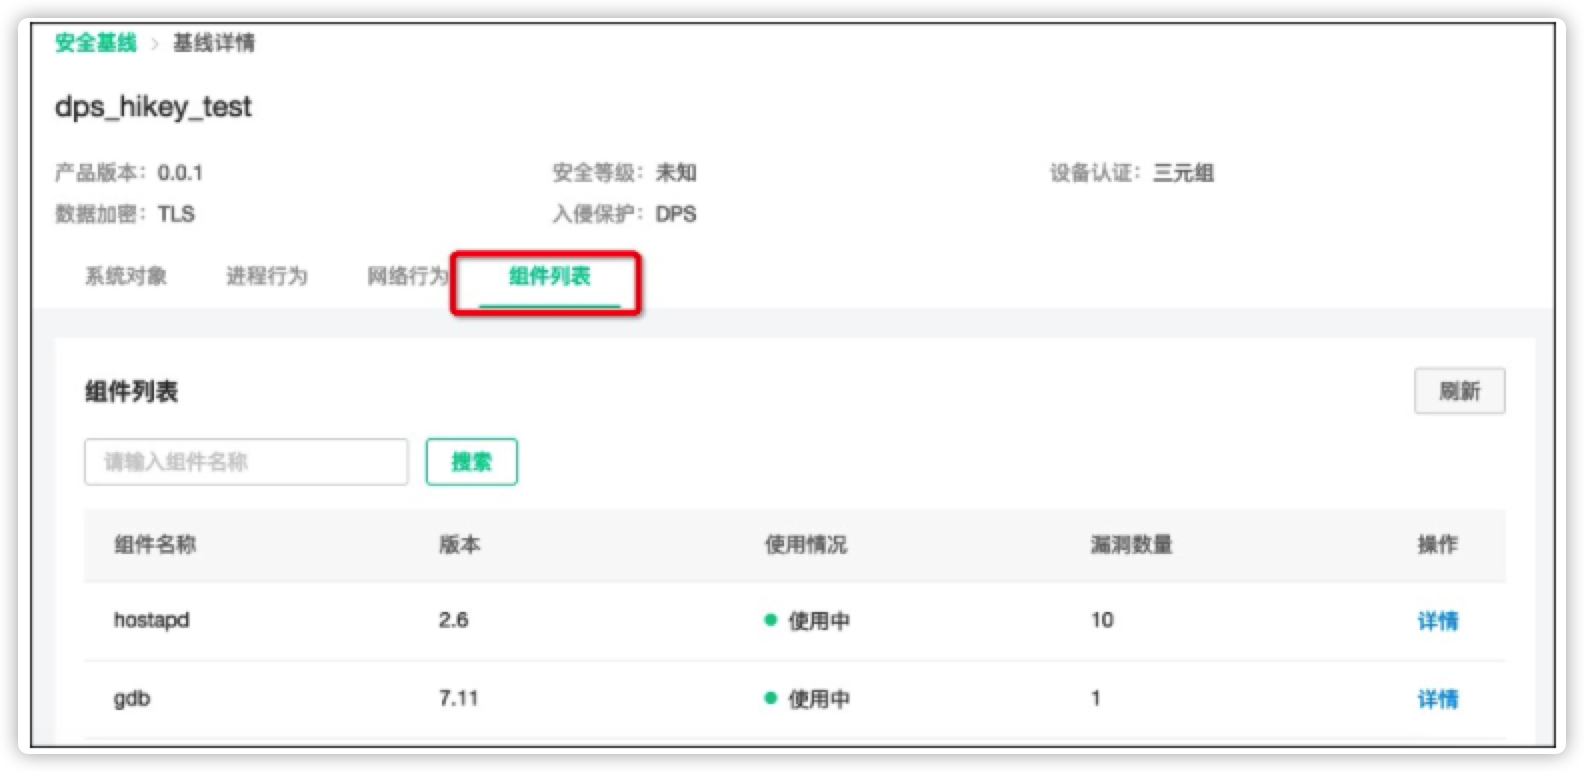 安全基线 > 基线详情
dps_hikey_test
产品版本：0.0.1 安全等级：未知 设备认证：三元组
数据加密：TLS 入侵保护：DPS
系统对象 进程行为 网络行为 组件列表
组件列表 刷新
请输入组件名称 搜索
组件名称 版本 使用情况 漏洞数量 操作
hostapd 2.6 使用中 10 详情
gdb 7.11 使用中 1 详情